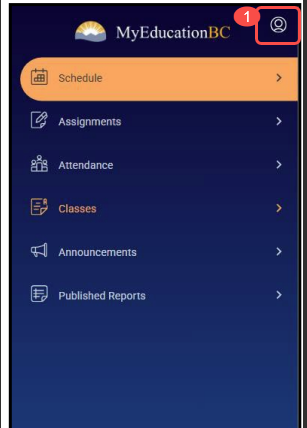 MyEducationBC
1
Schedule
Assignments
Attendance
Classes
Announcements
Published Reports